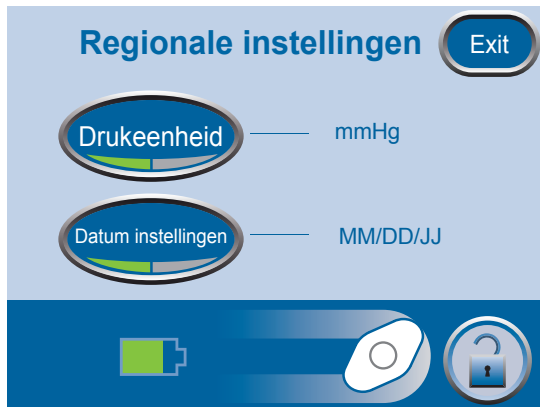 Regionale instellingen
Exit
Drukeenheid
mmHg
Datum instellingen
MM/DD/JJ